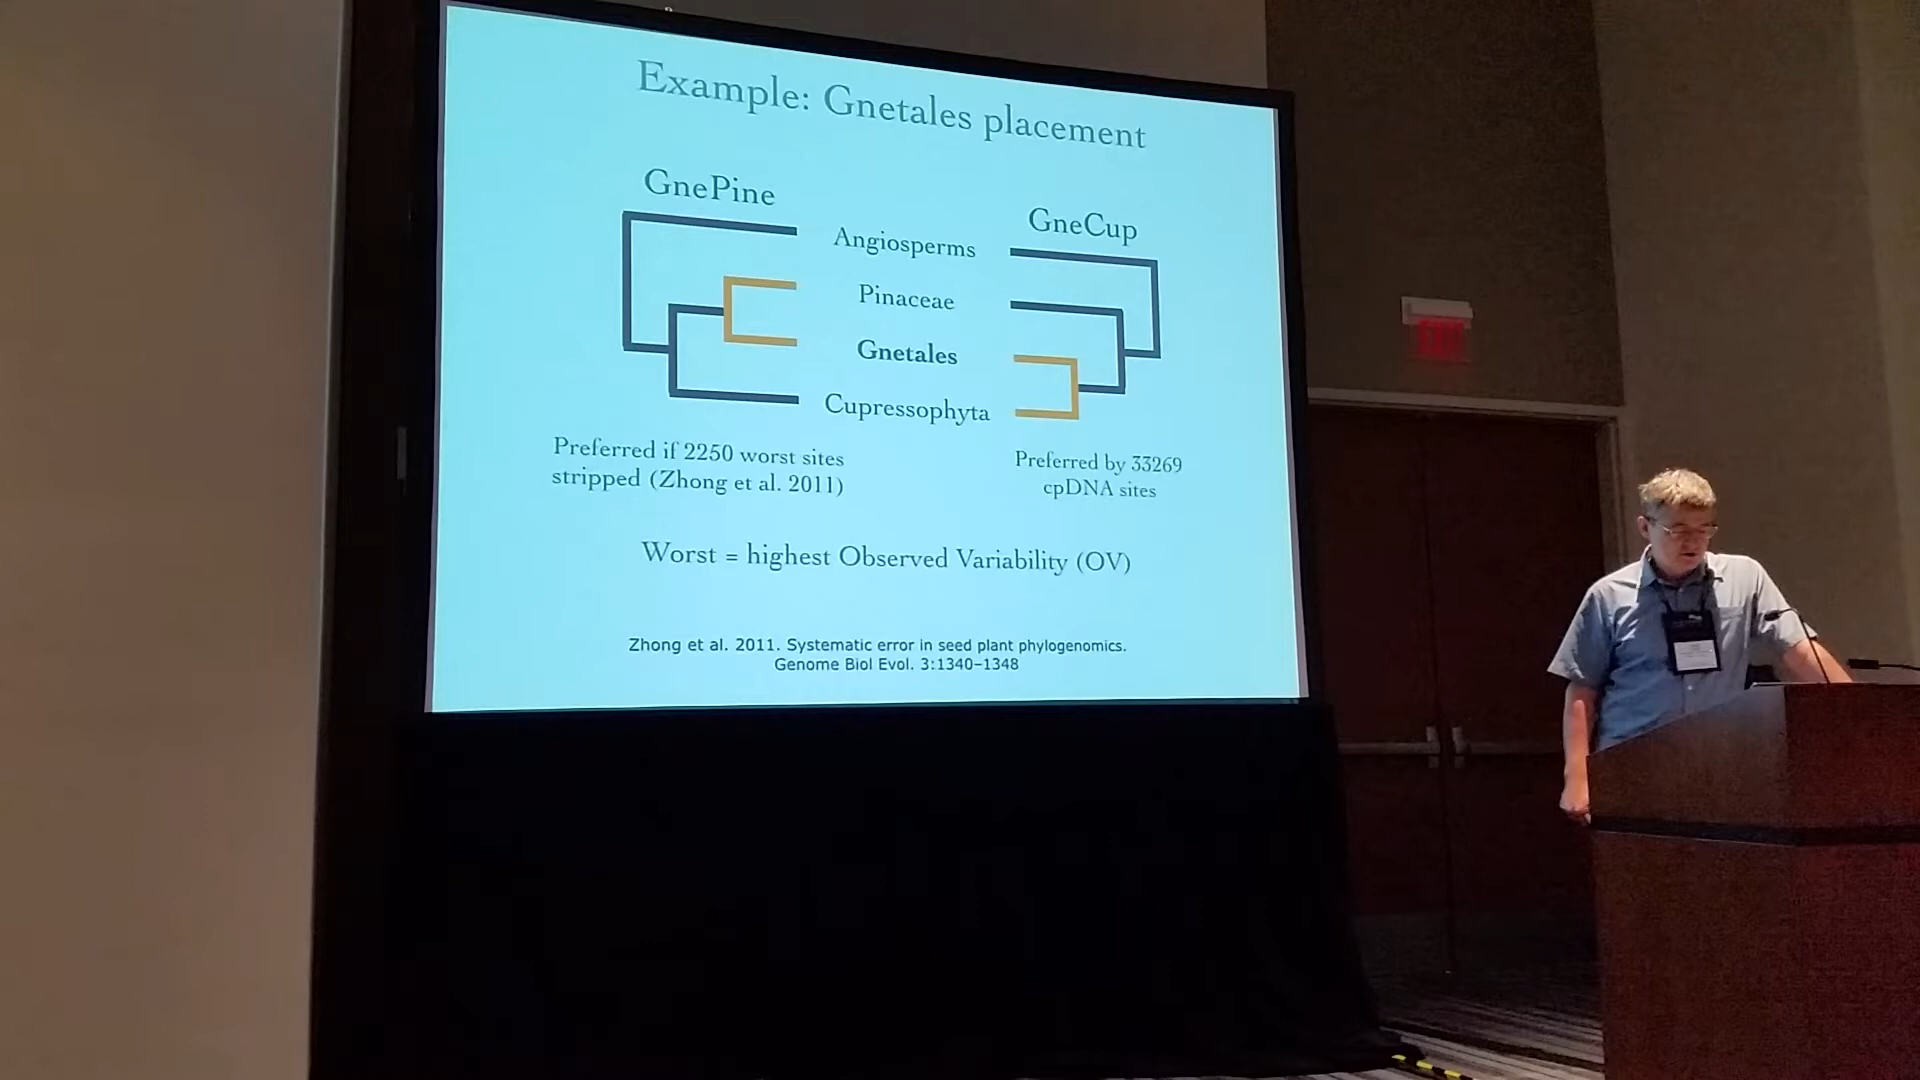 Example: Gnetales placement
GnePine
GneCup
Angiosperms
Pinaceae
Gnetales
Cupressophyta
Preferred if 2250 worst sites
stripped (Zhong et al. 2011)
Preferred by 33269
cpDNA sites
Worst = highest Observed Variability (OV)
Zhong et al. 2011. Systematic error in seed plant phylogenomics.
Genome Biol Evol. 3:1340–1348
EXIT